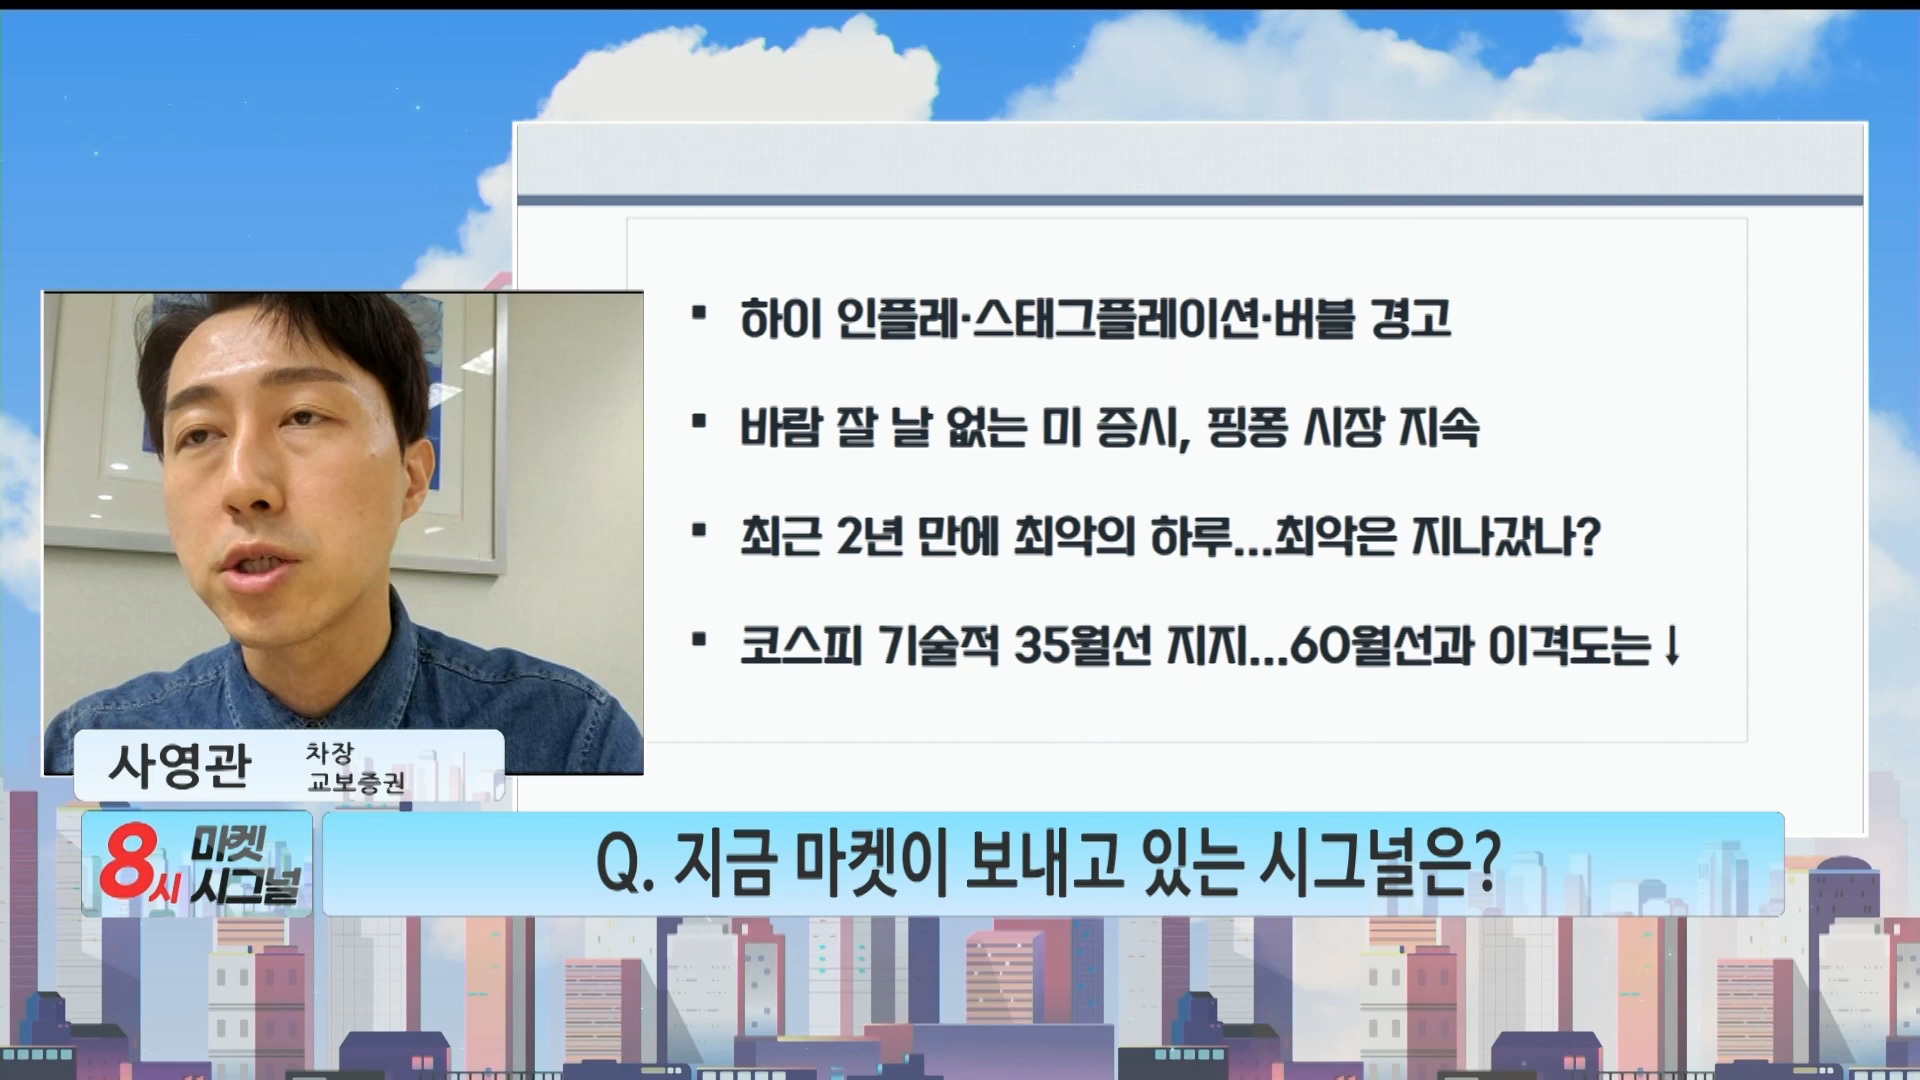 ▪ 하이 인플레·스태그플레이션·버블 경고
▪ 바람 잘 날 없는 미 증시, 핑퐁 시장 지속
▪ 최근 2년 만에 최악의 하루...최악은 지나갔나?
▪ 코스피 기술적 35월선 지지...60월선과 이격도는↓
사영관
차장
교보증권
8시
마켓
시그널
Q. 지금 마켓이 보내고 있는 시그널은?